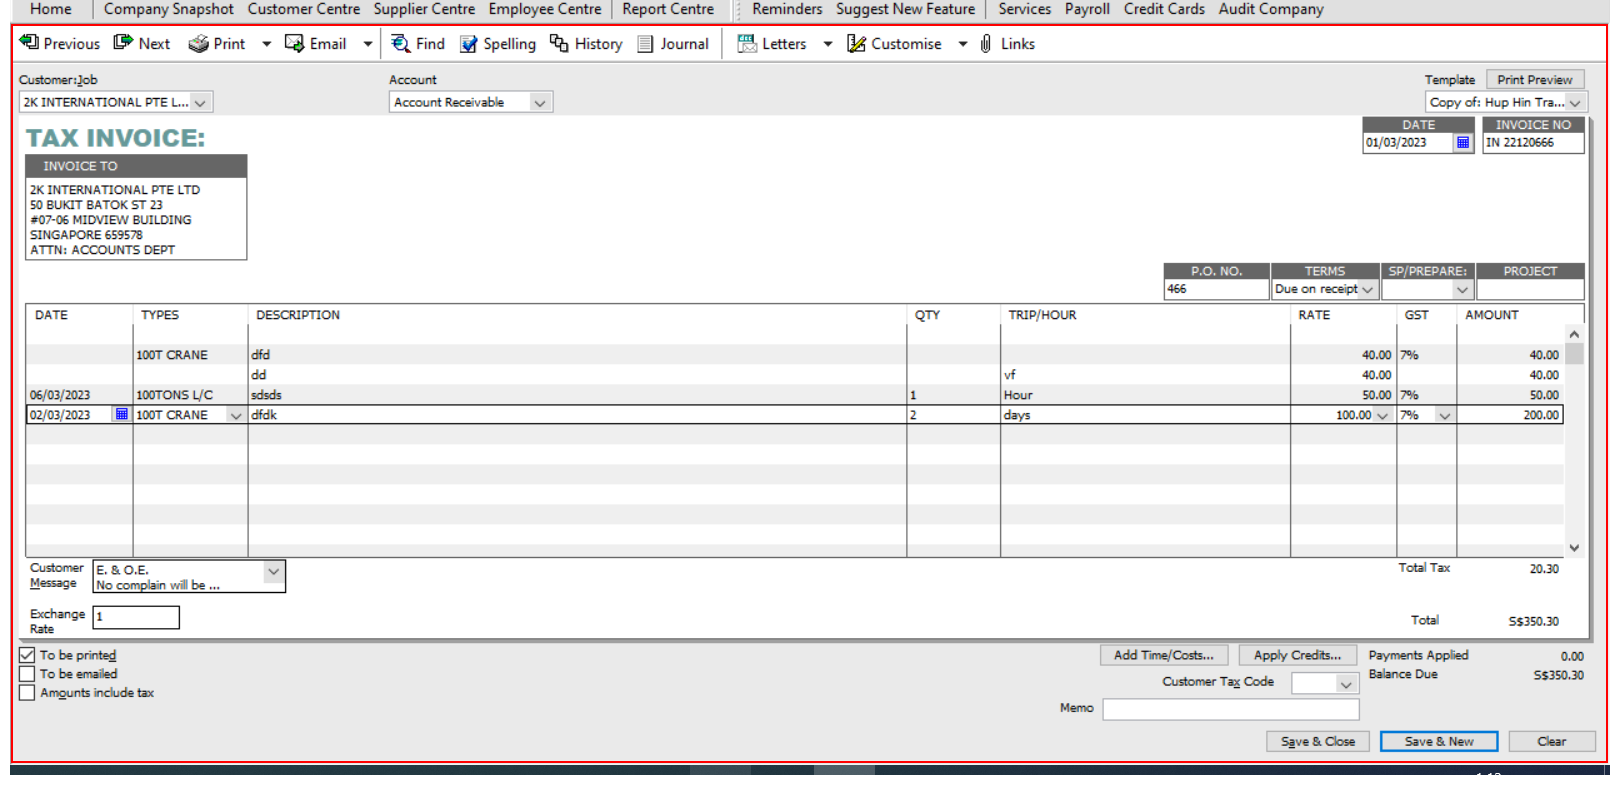 Home Company Snapshot Customer Centre Supplier Centre Employee Centre Report Centre Reminders Suggest New Feature Services Payroll Credit Cards Audit Company
Previous Next Print Email Find Spelling History Journal Letters Customise Links
Customer:Job Account Template Print Preview
2K INTERNATIONAL PTE L... Account Receivable Copy of: Hup Hin Tra...
TAX INVOICE:
DATE INVOICE NO
01/03/2023 IN 22120666
INVOICE TO
2K INTERNATIONAL PTE LTD
50 BUKIT BATOK ST 23
#07-06 MIDVIEW BUILDING
SINGAPORE 659578
ATTN: ACCOUNTS DEPT
P.O. NO. TERMS SP/PREPARE: PROJECT
466 Due on receipt
DATE TYPES DESCRIPTION QTY TRIP/HOUR RATE GST AMOUNT
100T CRANE dfd 40.00 7% 40.00
dd vf 40.00 40.00
06/03/2023 100TONS L/C sdsds 1 Hour 50.00 7% 50.00
02/03/2023 100T CRANE dfdk 2 days 100.00 7% 200.00
Customer Message E. & O.E.
No complain will be ...
Total Tax 20.30
Exchange Rate 1
Total S$350.30
To be printed Add Time/Costs... Apply Credits... Payments Applied 0.00
To be emailed Customer Tax Code Balance Due S$350.30
Amounts include tax
Memo
Save & Close Save & New Clear